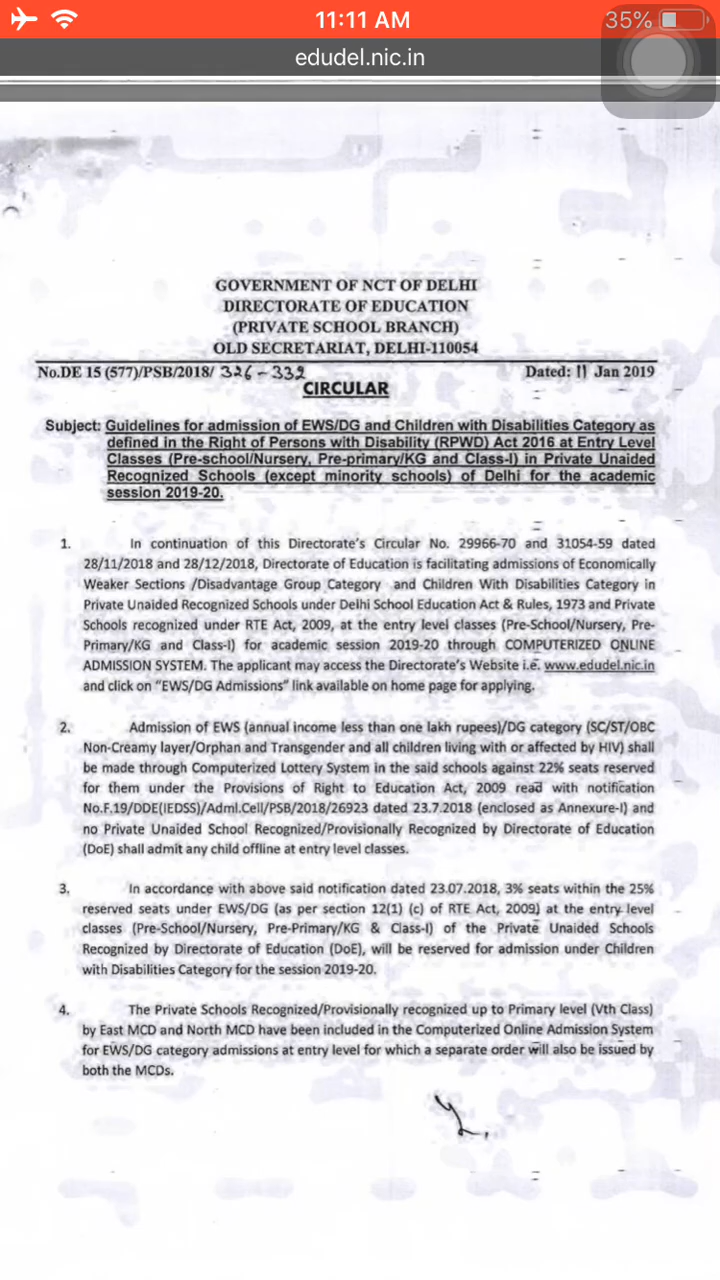 11:11 AM
35%
edudel.nic.in
GOVERNMENT OF NCT OF DELHI
DIRECTORATE OF EDUCATION
(PRIVATE SCHOOL BRANCH)
OLD SECRETARIAT, DELHI-110054
No.DE 15 (577)/PSB/2018/ 326-332 Dated: 11 Jan 2019
CIRCULAR
Subject: Guidelines for admission of EWS/DG and Children with Disabilities Category as
defined in the Right of Persons with Disability (RPWD) Act 2016 at Entry Level
Classes (Pre-school/Nursery, Pre-primary/KG and Class-I) in Private Unaided
Recognized Schools (except minority schools) of Delhi for the academic
session 2019-20.
1. In continuation of this Directorate's Circular No. 29966-70 and 31054-59 dated
28/11/2018 and 28/12/2018, Directorate of Education is facilitating admissions of Economically
Weaker Sections /Disadvantage Group Category and Children With Disabilities Category in
Private Unaided Recognized Schools under Delhi School Education Act & Rules, 1973 and Private
Schools recognized under RTE Act, 2009, at the entry level classes (Pre-School/Nursery, Pre-
Primary/KG and Class-I) for academic session 2019-20 through COMPUTERIZED ONLINE
ADMISSION SYSTEM. The applicant may access the Directorate's Website i.e. www.edudel.nic.in
and click on "EWS/DG Admissions" link available on home page for applying.
2. Admission of EWS (annual income less than one lakh rupees)/DG category (SC/ST/OBC
Non-Creamy layer/Orphan and Transgender and all children living with or affected by HIV) shall
be made through Computerized Lottery System in the said schools against 22% seats reserved
for them under the Provisions of Right to Education Act, 2009 read with notification
No.F.19/DDE(IEDSS)/Adml.Cell/PSB/2018/26923 dated 23.7.2018 (enclosed as Annexure-I) and
no Private Unaided School Recognized/Provisionally Recognized by Directorate of Education
(DoE) shall admit any child offline at entry level classes.
3. In accordance with above said notification dated 23.07.2018, 3% seats within the 25%
reserved seats under EWS/DG (as per section 12(1) (c) of RTE Act, 2009) at the entry level
classes (Pre-School/Nursery, Pre-Primary/KG & Class-I) of the Private Unaided Schools
Recognized by Directorate of Education (DoE), will be reserved for admission under Children
with Disabilities Category for the session 2019-20.
4. The Private Schools Recognized/Provisionally recognized up to Primary level (Vth Class)
by East MCD and North MCD have been included in the Computerized Online Admission System
for EWS/DG category admissions at entry level for which a separate order will also be issued by
both the MCDs.